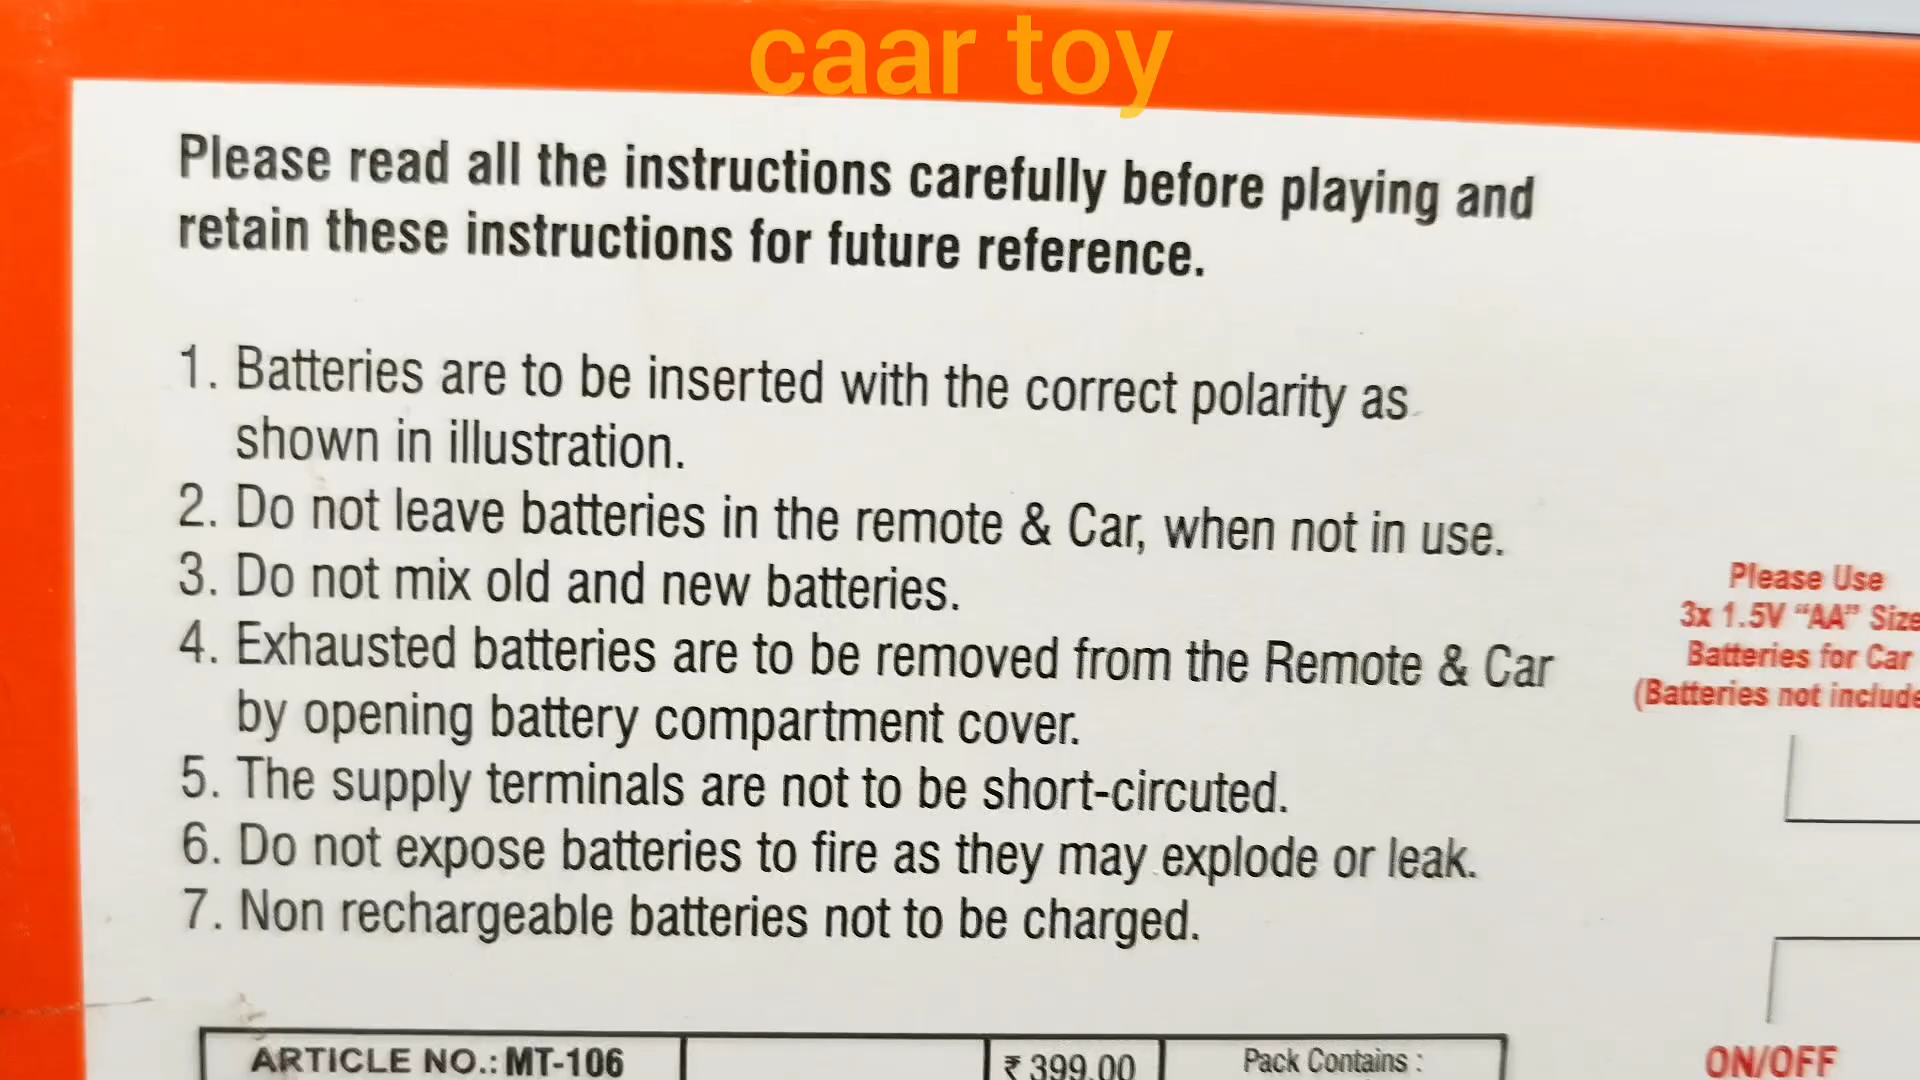 caar toy
Please read all the instructions carefully before playing and
retain these instructions for future reference.
1. Batteries are to be inserted with the correct polarity as
shown in illustration.
2. Do not leave batteries in the remote & Car, when not in use.
3. Do not mix old and new batteries.
4. Exhausted batteries are to be removed from the Remote & Car
by opening battery compartment cover.
5. The supply terminals are not to be short-circuted.
6. Do not expose batteries to fire as they may explode or leak.
7. Non rechargeable batteries not to be charged.
Please Use
3x 1.5V “AA” Size
Batteries for Car
(Batteries not include
ARTICLE NO.: MT-106
₹ 399.00
Pack Contains :
ON/OFF